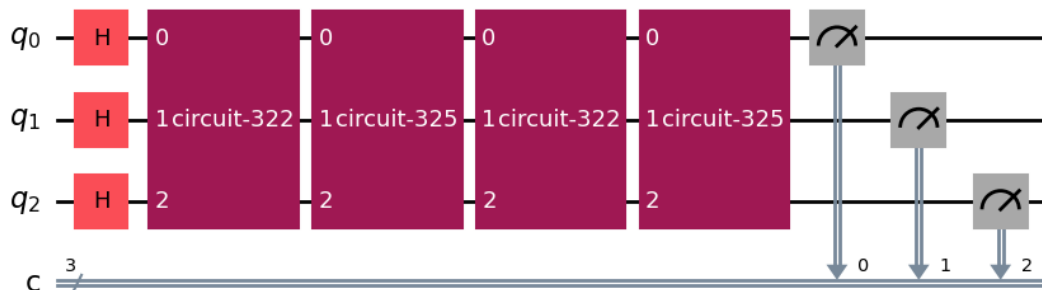 q0 H 0 0 0 0
q1 H 1 circuit-322 1 circuit-325 1 circuit-322 1 circuit-325
q2 H 2 2 2 2
c 3 0 1 2